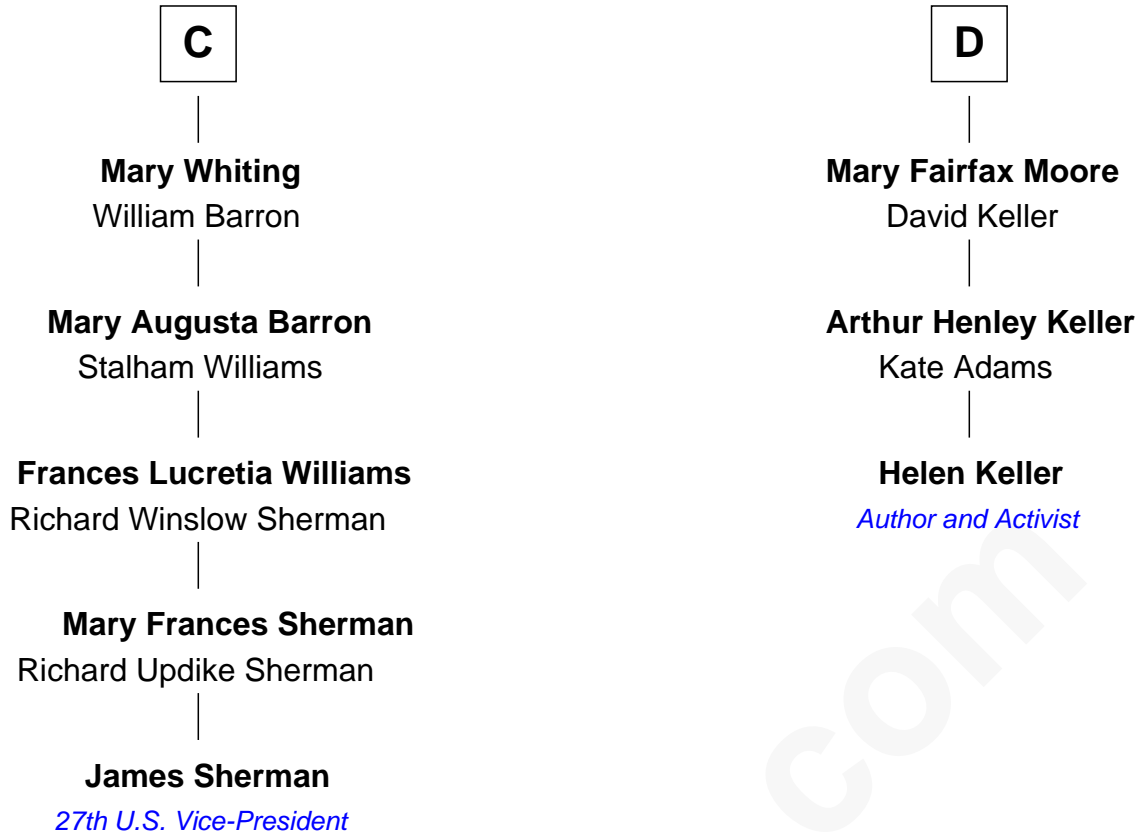 C
Mary Whiting
William Barron
Mary Augusta Barron
Stalham Williams
Frances Lucretia Williams
Richard Winslow Sherman
Mary Frances Sherman
Richard Updike Sherman
James Sherman
27th U.S. Vice-President
D
Mary Fairfax Moore
David Keller
Arthur Henley Keller
Kate Adams
Helen Keller
Author and Activist
com